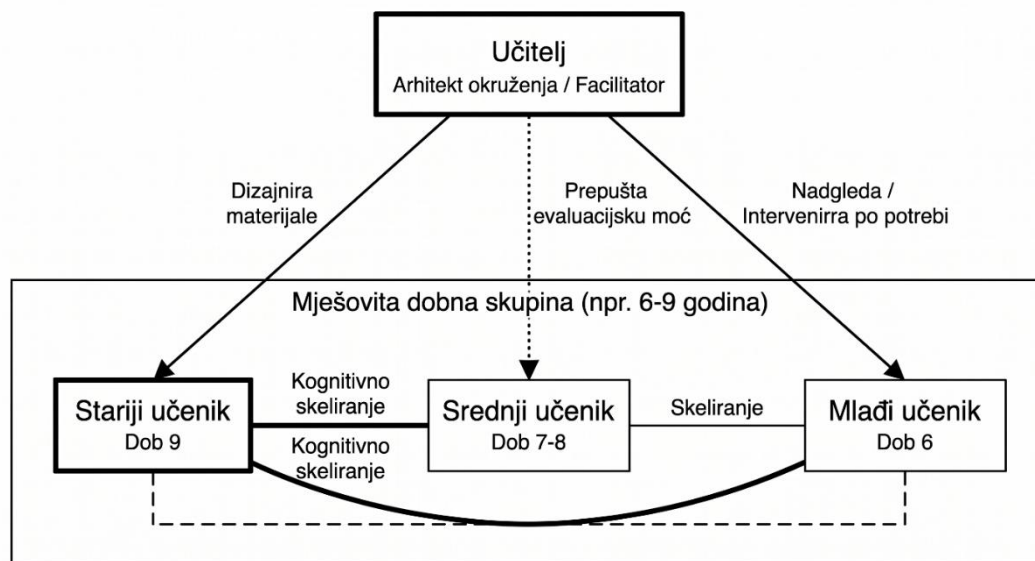 Učitelj
Arhitekt okruženja / Facilitator
Dizajnira
materijale
Prepušta
evaluacijsku moć
Nadgleda /
Intervenirra po potrebi
Mješovita dobna skupina (npr. 6-9 godina)
Stariji učenik
Dob 9
Kognitivno
skeliranje
Kognitivno
skeliranje
Srednji učenik
Dob 7-8
Skeliranje
Mlađi učenik
Dob 6